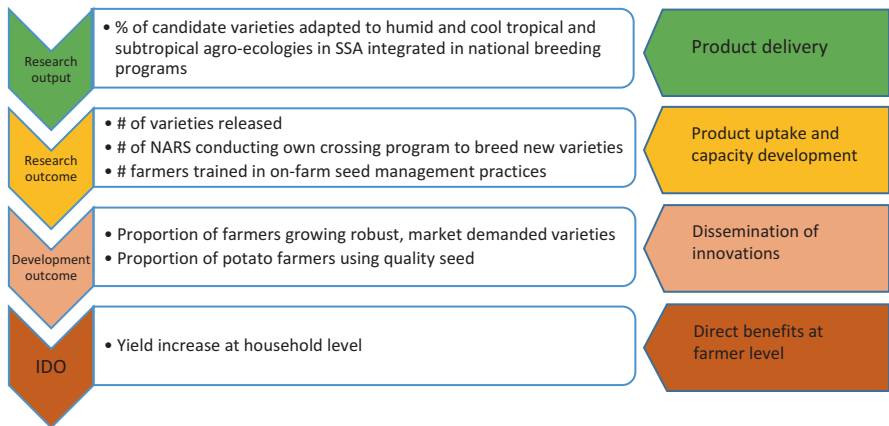 Research
output
• % of candidate varieties adapted to humid and cool tropical and
subtropical agro-ecologies in SSA integrated in national breeding
programs
Product delivery
Research
outcome
• # of varieties released
• # of NARS conducting own crossing program to breed new varieties
• # farmers trained in on-farm seed management practices
Product uptake and
capacity development
Development
outcome
• Proportion of farmers growing robust, market demanded varieties
• Proportion of potato farmers using quality seed
Dissemination of
innovations
IDO
• Yield increase at household level
Direct benefits at
farmer level